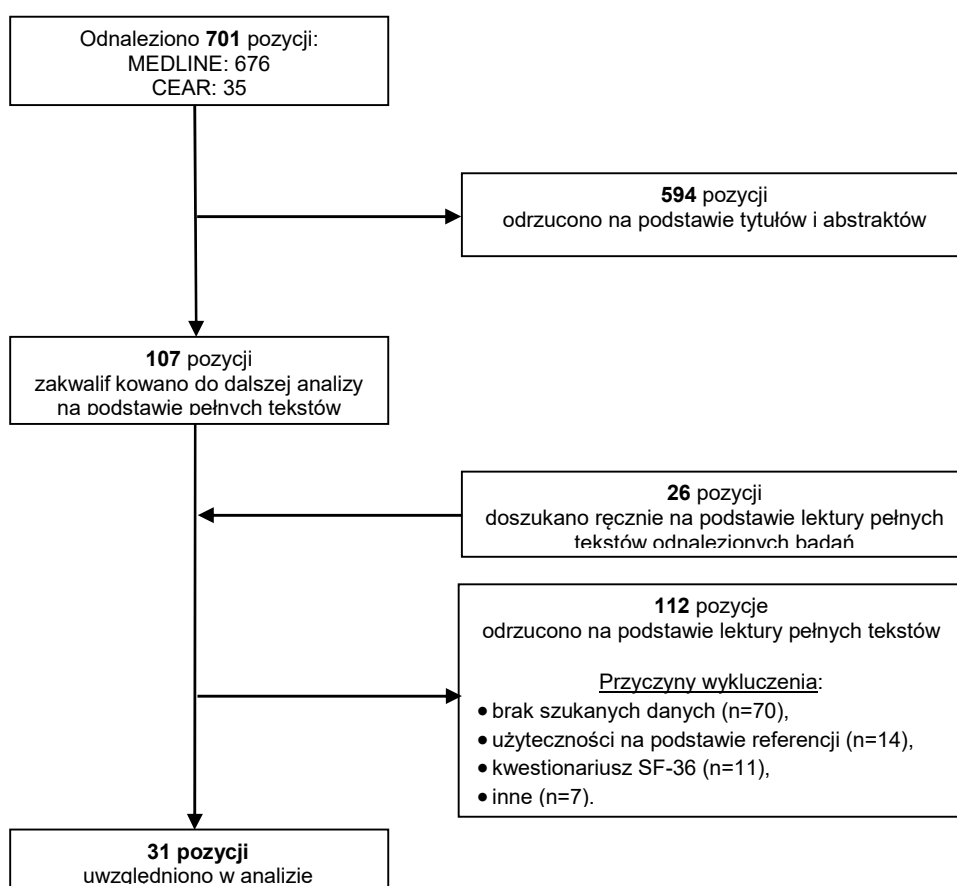 Odnaleziono 701 pozycji:
MEDLINE: 676
CEAR: 35
594 pozycji
odrzucono na podstawie tytułów i abstraktów
107 pozycji
zakwalif kowano do dalszej analizy
na podstawie pełnych tekstów
26 pozycji
doszukano ręcznie na podstawie lektury pełnych
tekstów odnalezionych badań
112 pozycje
odrzucono na podstawie lektury pełnych tekstów
Przyczyny wykluczenia:
• brak szukanych danych (n=70),
• użyteczności na podstawie referencji (n=14),
• kwestionariusz SF-36 (n=11),
• inne (n=7).
31 pozycji
uwzględniono w analizie